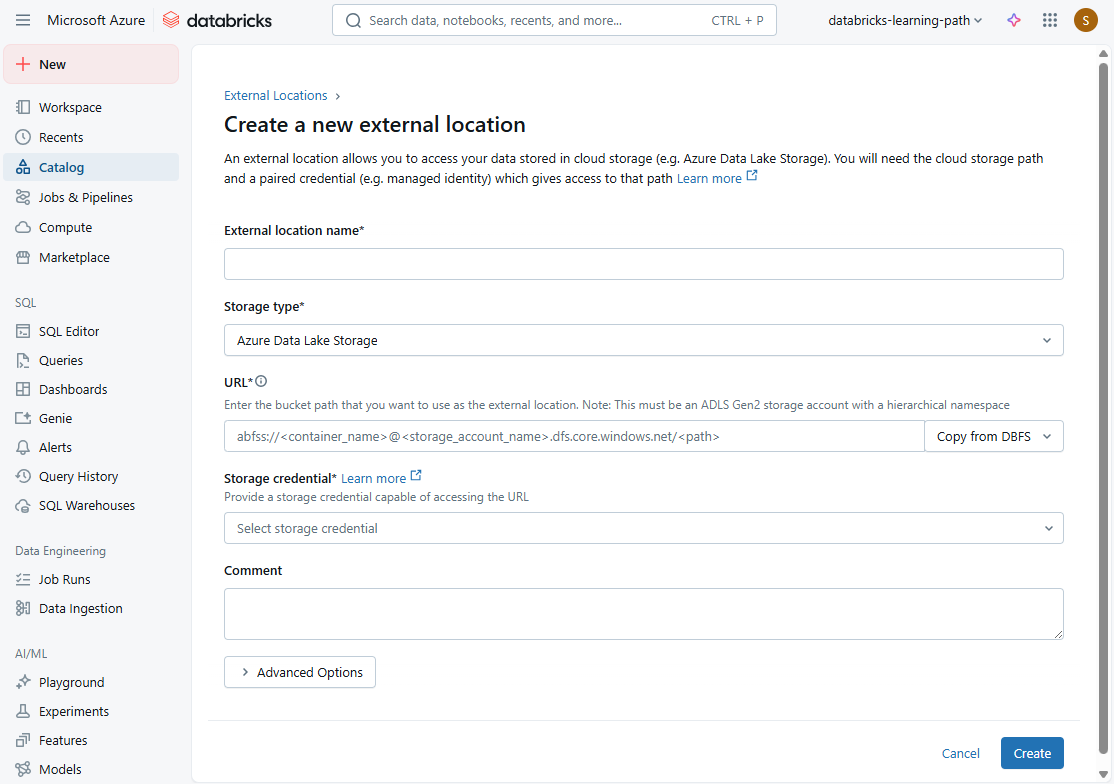 Microsoft Azure databricks Search data, notebooks, recents, and more... CTRL + P databricks-learning-path S
New
Workspace
Recents
Catalog
Jobs & Pipelines
Compute
Marketplace
SQL
SQL Editor
Queries
Dashboards
Genie
Alerts
Query History
SQL Warehouses
Data Engineering
Job Runs
Data Ingestion
AI/ML
Playground
Experiments
Features
Models
External Locations ›
Create a new external location
An external location allows you to access your data stored in cloud storage (e.g. Azure Data Lake Storage). You will need the cloud storage path
and a paired credential (e.g. managed identity) which gives access to that path Learn more
External location name*
Storage type*
Azure Data Lake Storage
URL*
Enter the bucket path that you want to use as the external location. Note: This must be an ADLS Gen2 storage account with a hierarchical namespace
abfss://<container_name>@<storage_account_name>.dfs.core.windows.net/<path> Copy from DBFS
Storage credential* Learn more
Provide a storage credential capable of accessing the URL
Select storage credential
Comment
Advanced Options
Cancel Create